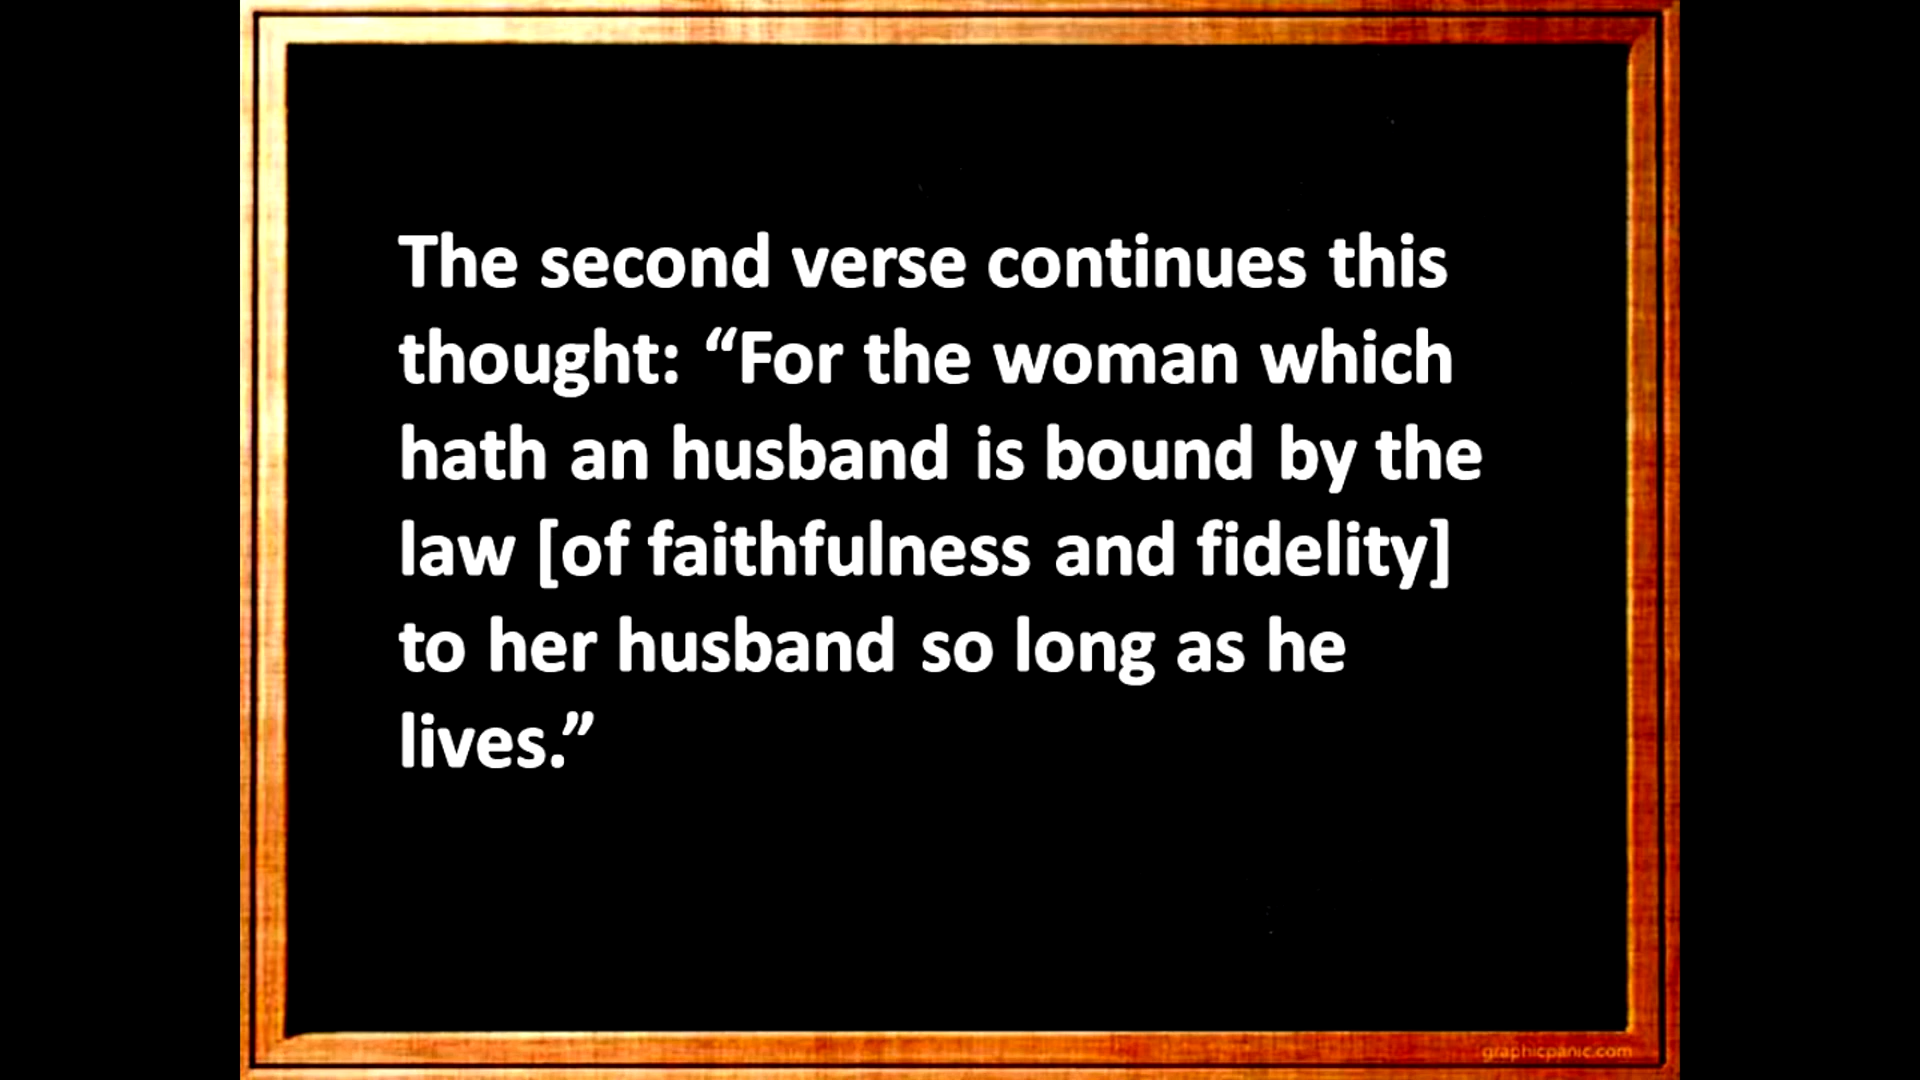 The second verse continues this
thought: “For the woman which
hath an husband is bound by the
law [of faithfulness and fidelity]
to her husband so long as he
lives.”
graphicpanic.com